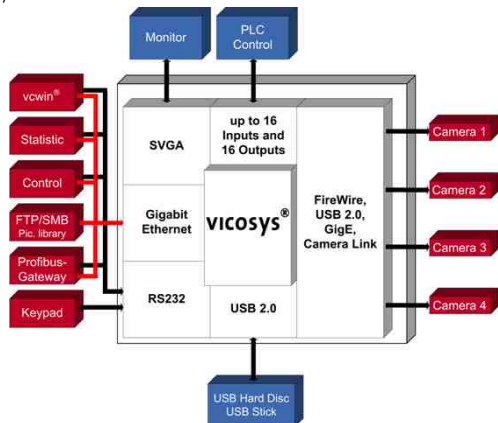 Monitor
PLC
Control
vcwin®
Statistic
Control
FTP/SMB
Pic. library
Profibus-
Gateway
Keypad
SVGA
up to 16
Inputs and
16 Outputs
Gigabit
Ethernet
VICOSYS®
FireWire,
USB 2.0,
GigE,
Camera Link
RS232
USB 2.0
Camera 1
Camera 2
Camera 3
Camera 4
USB Hard Disc
USB Stick